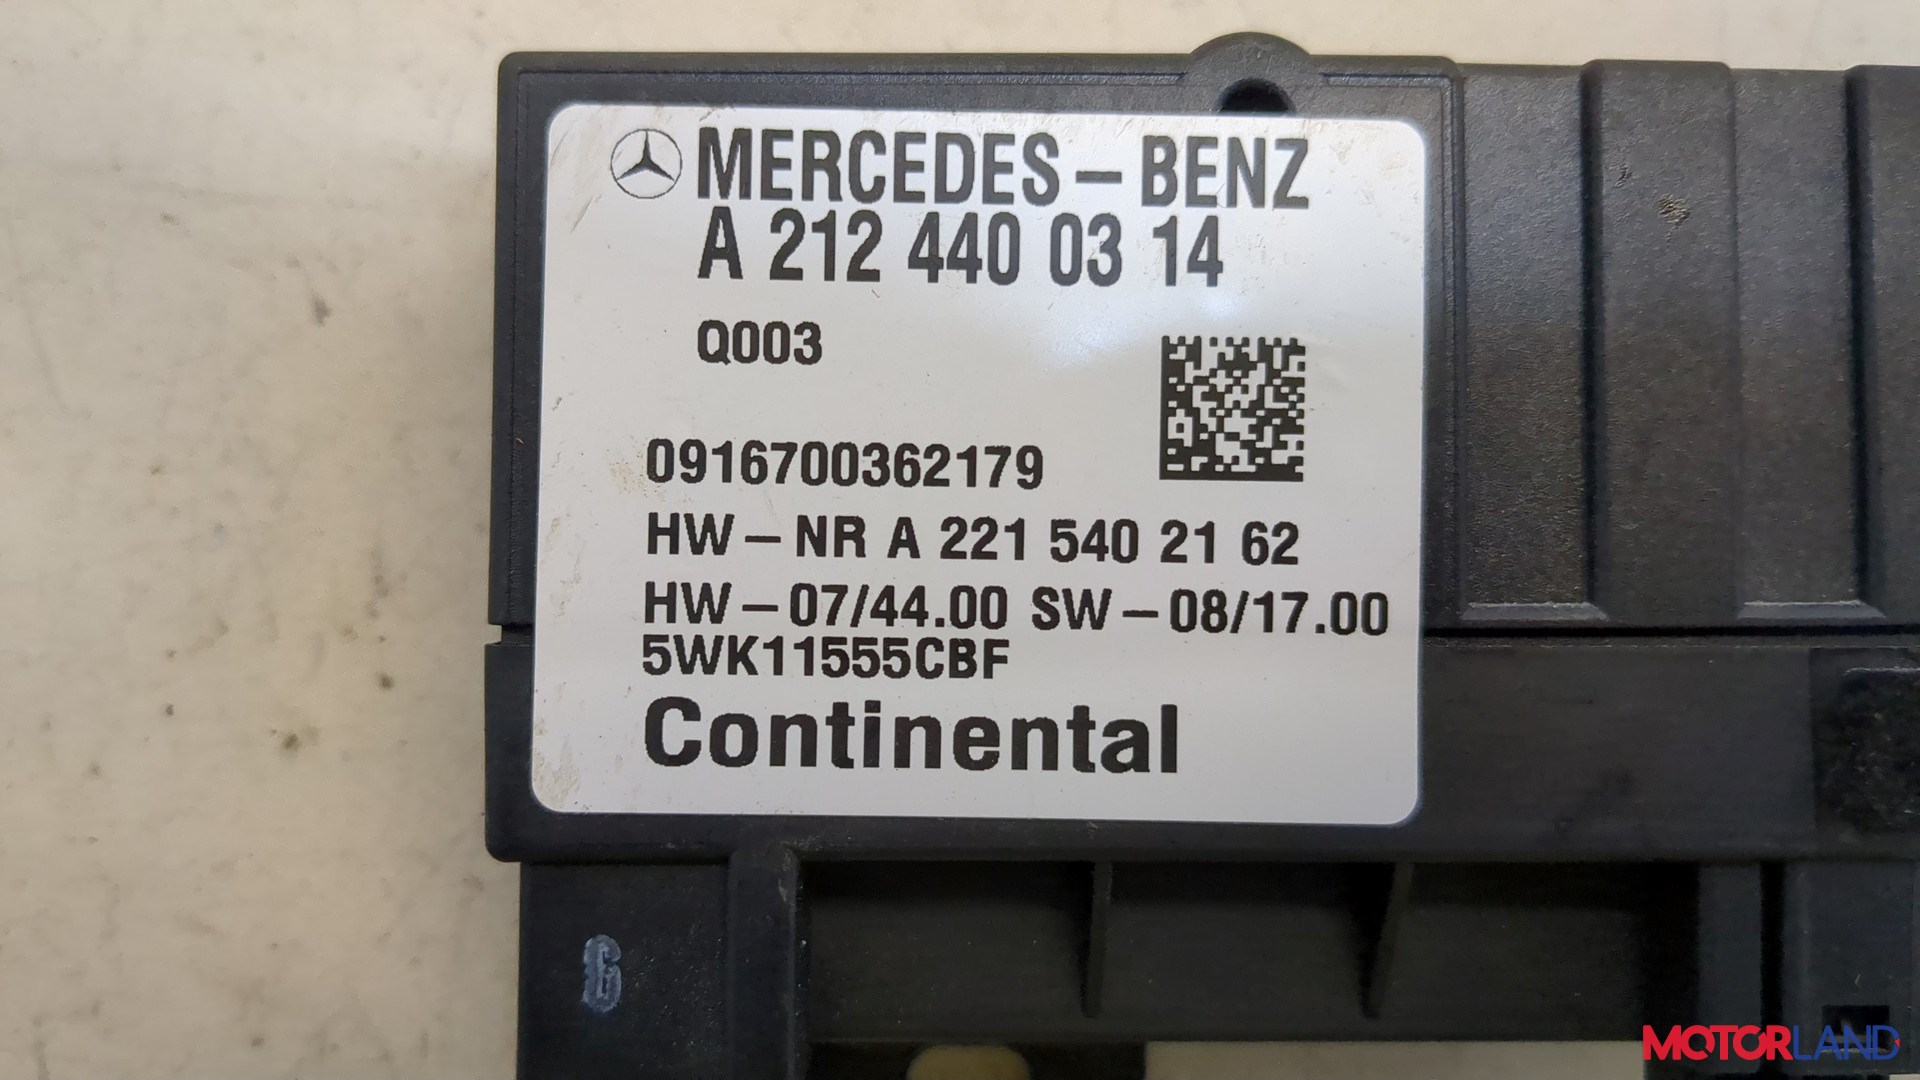 MERCEDES – BENZ
A 212 440 03 14
Q003
0916700362179
HW – NR A 221 540 21 62
HW – 07/44.00 SW – 08/17.00
5WK11555CBF
Continental
6
MOTORLAND